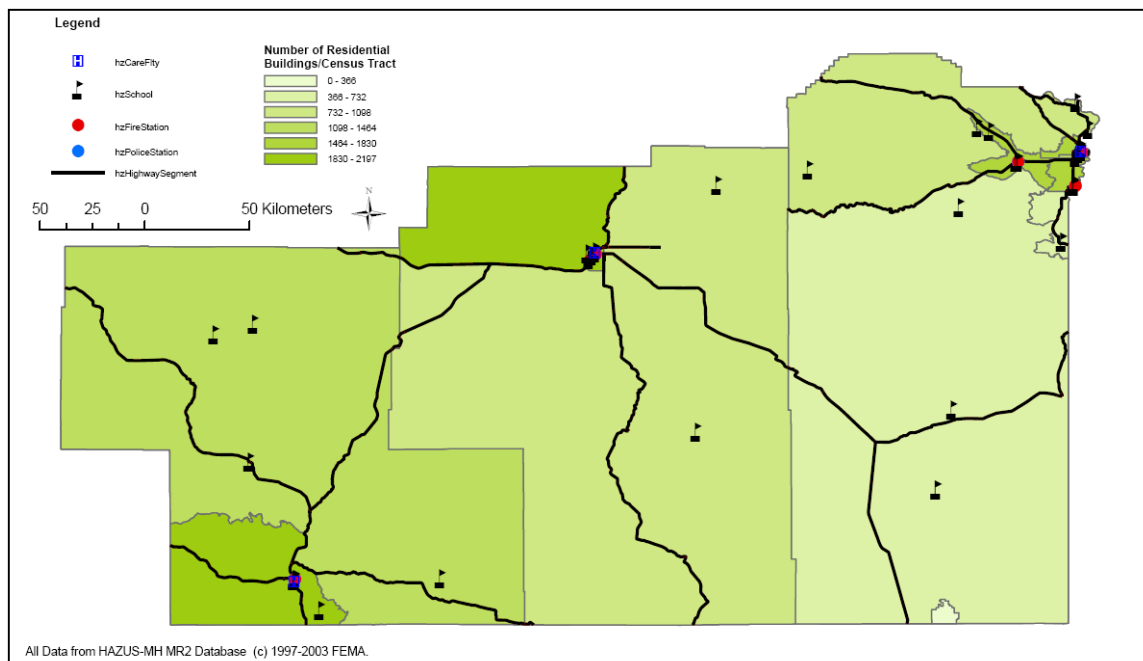 Legend
H hzCareFlty
hzSchool
hzFireStation
hzPoliceStation
hzHighwaySegment
Number of Residential
Buildings/Census Tract
0 - 366
366 - 732
732 - 1098
1098 - 1464
1464 - 1830
1830 - 2197
50 25 0 50 Kilometers
N
All Data from HAZUS-MH MR2 Database (c) 1997-2003 FEMA.